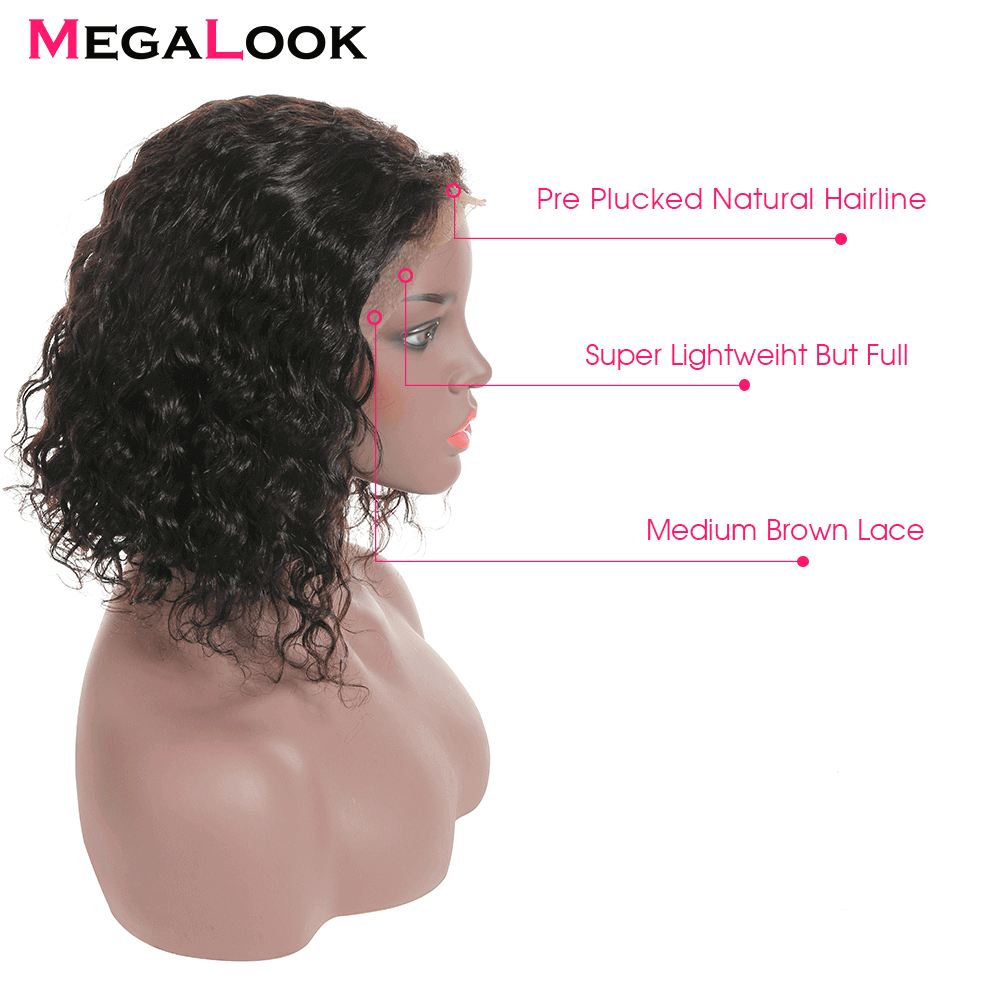 MEGALOOK
Pre Plucked Natural Hairline
Super Lightweiht But Full
Medium Brown Lace